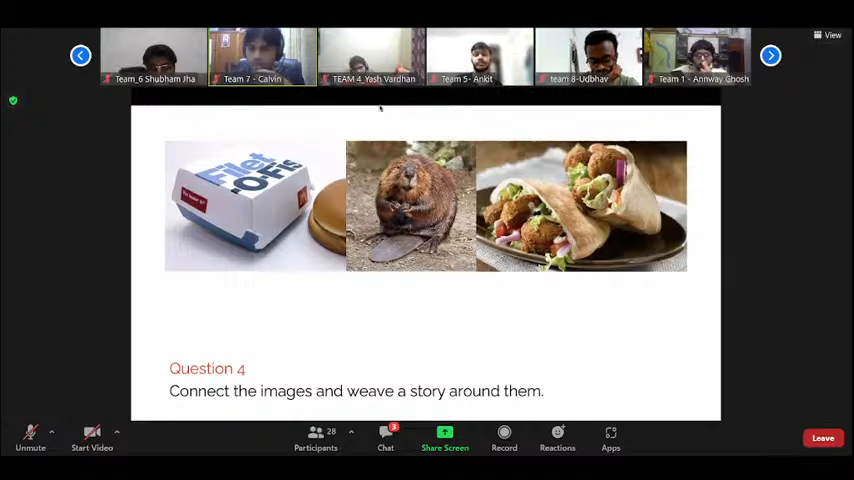 View
Team_6 Shubham Jha
Team 7 - Calvin
TEAM 4_Yash Vardhan
Team 5- Ankit
team 8-Udbhav
Team 1 - Annway Ghosh
Filet
-O-Fis
Question 4
Connect the images and weave a story around them.
Unmute
Start Video
28
Participants
3
Chat
Share Screen
Record
Reactions
Apps
Leave